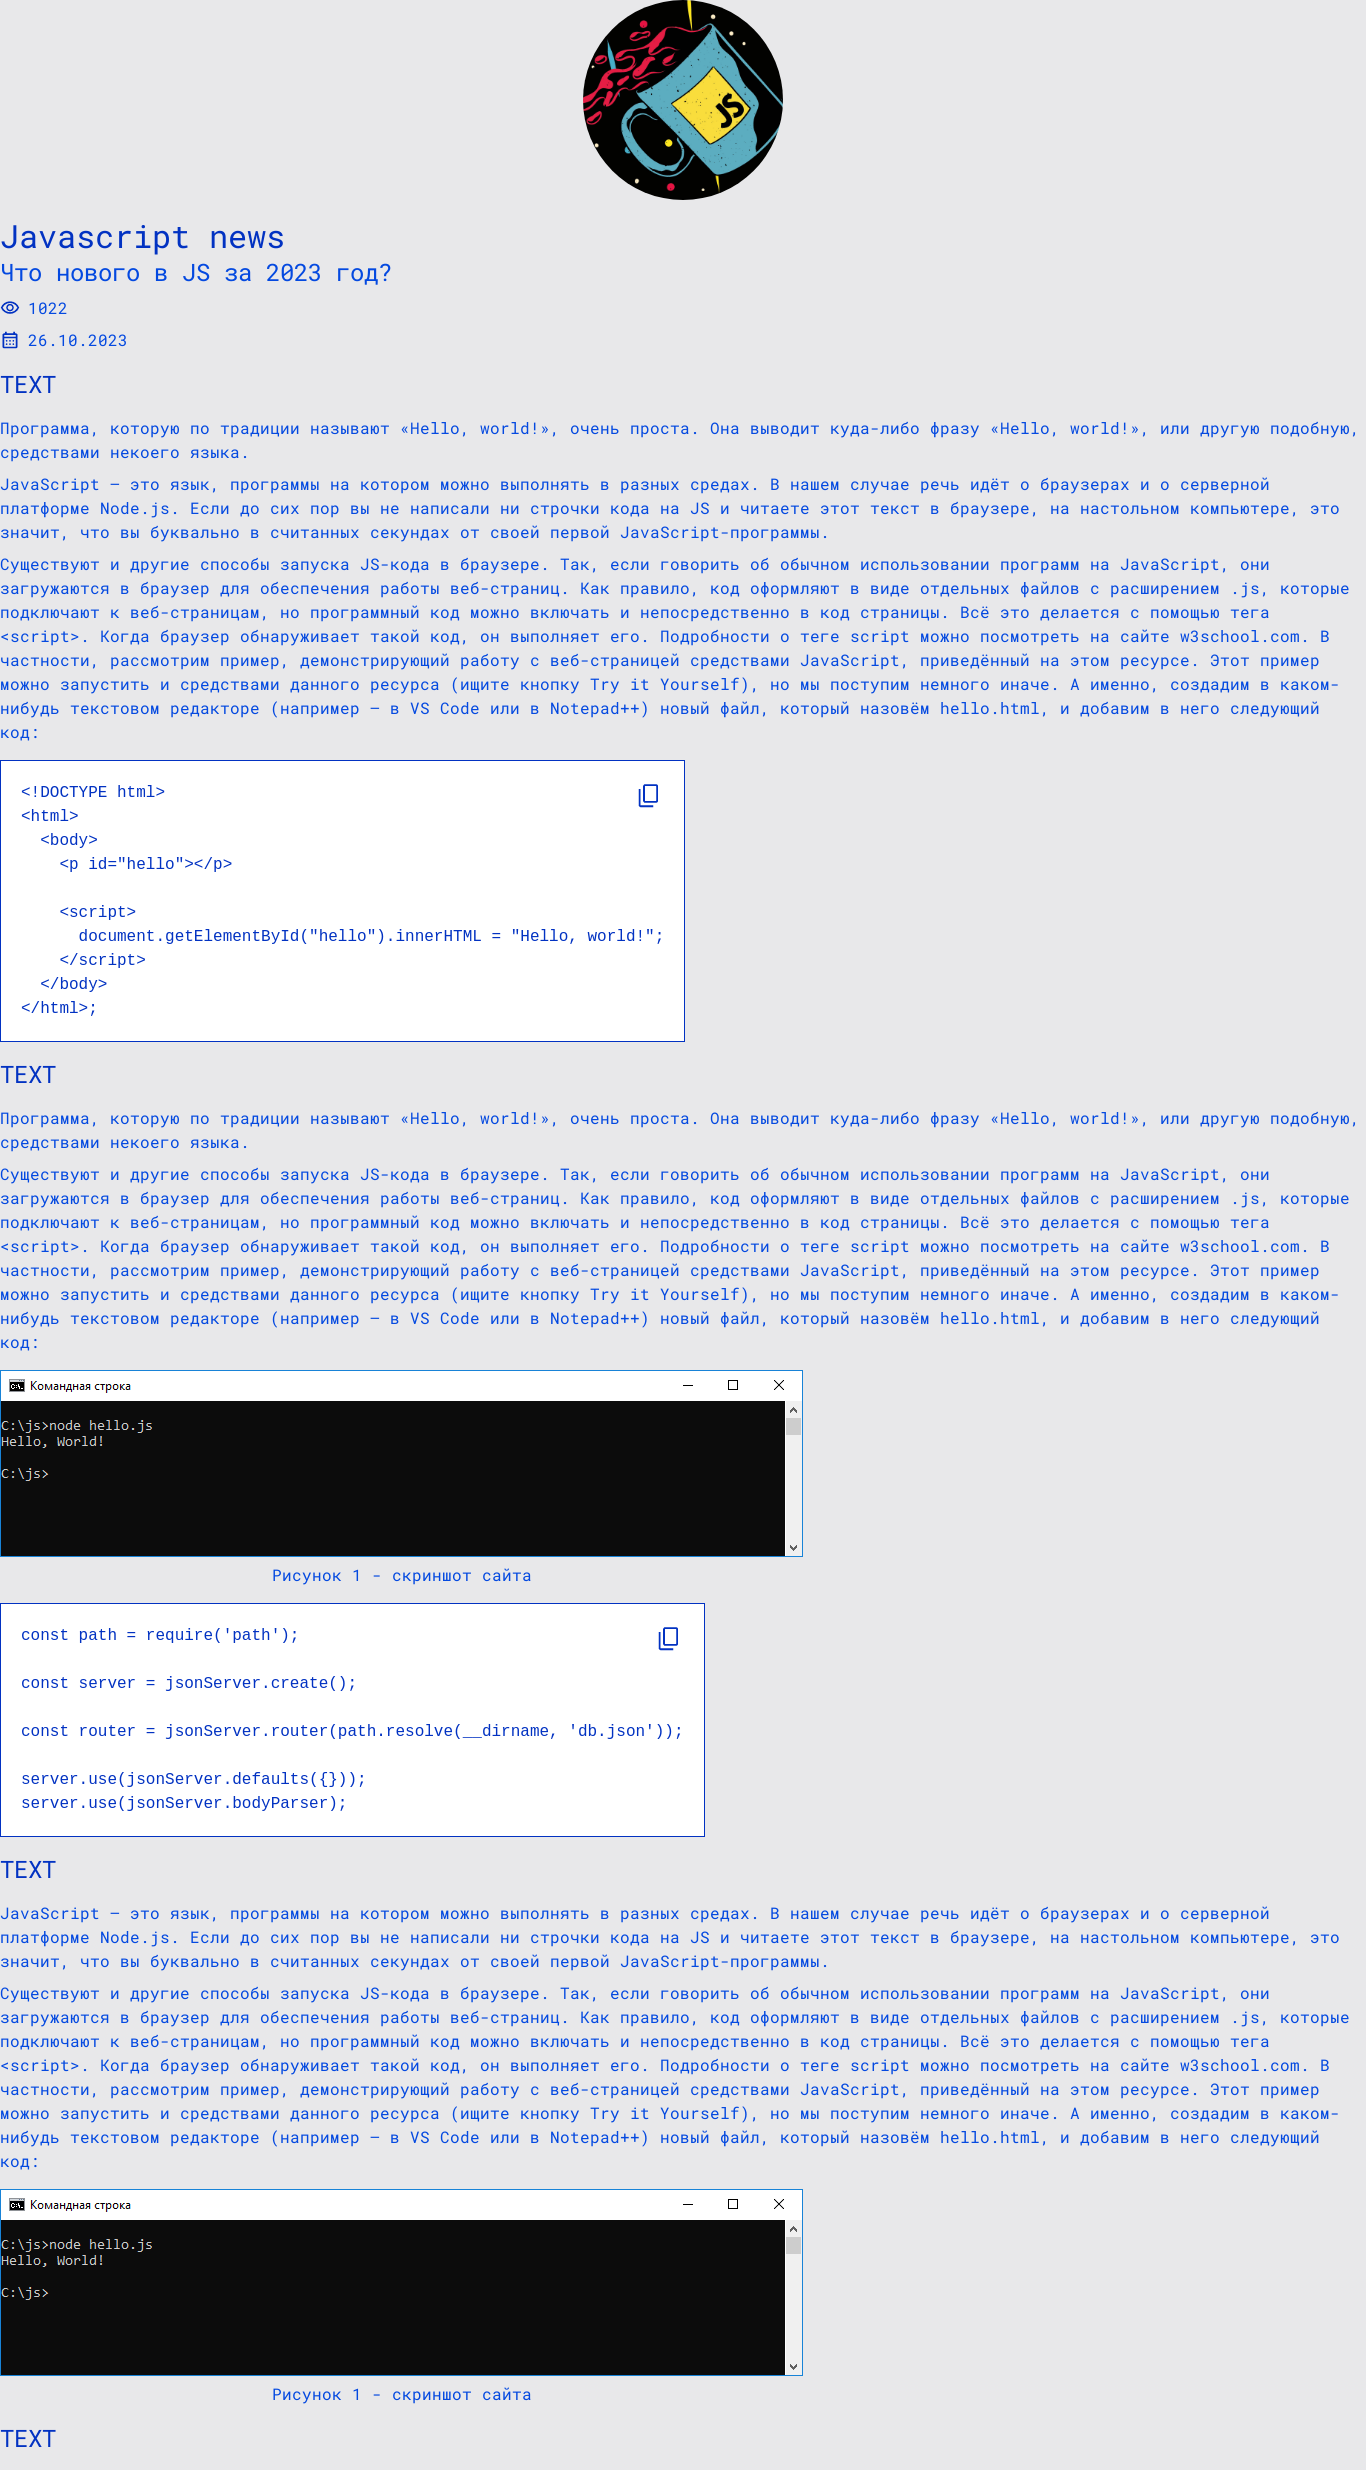 JS
Javascript news
Что нового в JS за 2023 год?
1022
26.10.2023
TEXT
Программа, которую по традиции называют «Hello, world!», очень проста. Она выводит куда-либо фразу «Hello, world!», или другую подобную,
средствами некоего языка.
JavaScript — это язык, программы на котором можно выполнять в разных средах. В нашем случае речь идёт о браузерах и о серверной
платформе Node.js. Если до сих пор вы не написали ни строчки кода на JS и читаете этот текст в браузере, на настольном компьютере, это
значит, что вы буквально в считанных секундах от своей первой JavaScript-программы.
Существуют и другие способы запуска JS-кода в браузере. Так, если говорить об обычном использовании программ на JavaScript, они
загружаются в браузер для обеспечения работы веб-страниц. Как правило, код оформляют в виде отдельных файлов с расширением .js, которые
подключают к веб-страницам, но программный код можно включать и непосредственно в код страницы. Всё это делается с помощью тега
<script>. Когда браузер обнаруживает такой код, он выполняет его. Подробности о теге script можно посмотреть на сайте w3school.com. В
частности, рассмотрим пример, демонстрирующий работу с веб-страницей средствами JavaScript, приведённый на этом ресурсе. Этот пример
можно запустить и средствами данного ресурса (ищите кнопку Try it Yourself), но мы поступим немного иначе. А именно, создадим в каком-
нибудь текстовом редакторе (например — в VS Code или в Notepad++) новый файл, который назовём hello.html, и добавим в него следующий
код:
<!DOCTYPE html>
<html>
  <body>
    <p id="hello"></p>
    <script>
      document.getElementById("hello").innerHTML = "Hello, world!";
    </script>
  </body>
</html>;
TEXT
Программа, которую по традиции называют «Hello, world!», очень проста. Она выводит куда-либо фразу «Hello, world!», или другую подобную,
средствами некоего языка.
Существуют и другие способы запуска JS-кода в браузере. Так, если говорить об обычном использовании программ на JavaScript, они
загружаются в браузер для обеспечения работы веб-страниц. Как правило, код оформляют в виде отдельных файлов с расширением .js, которые
подключают к веб-страницам, но программный код можно включать и непосредственно в код страницы. Всё это делается с помощью тега
<script>. Когда браузер обнаруживает такой код, он выполняет его. Подробности о теге script можно посмотреть на сайте w3school.com. В
частности, рассмотрим пример, демонстрирующий работу с веб-страницей средствами JavaScript, приведённый на этом ресурсе. Этот пример
можно запустить и средствами данного ресурса (ищите кнопку Try it Yourself), но мы поступим немного иначе. А именно, создадим в каком-
нибудь текстовом редакторе (например — в VS Code или в Notepad++) новый файл, который назовём hello.html, и добавим в него следующий
код:
Командная строка
C:\js>node hello.js
Hello, World!
C:\js>
Рисунок 1 - скриншот сайта
const path = require('path');
const server = jsonServer.create();
const router = jsonServer.router(path.resolve(__dirname, 'db.json'));
server.use(jsonServer.defaults({}));
server.use(jsonServer.bodyParser);
TEXT
JavaScript — это язык, программы на котором можно выполнять в разных средах. В нашем случае речь идёт о браузерах и о серверной
платформе Node.js. Если до сих пор вы не написали ни строчки кода на JS и читаете этот текст в браузере, на настольном компьютере, это
значит, что вы буквально в считанных секундах от своей первой JavaScript-программы.
Существуют и другие способы запуска JS-кода в браузере. Так, если говорить об обычном использовании программ на JavaScript, они
загружаются в браузер для обеспечения работы веб-страниц. Как правило, код оформляют в виде отдельных файлов с расширением .js, которые
подключают к веб-страницам, но программный код можно включать и непосредственно в код страницы. Всё это делается с помощью тега
<script>. Когда браузер обнаруживает такой код, он выполняет его. Подробности о теге script можно посмотреть на сайте w3school.com. В
частности, рассмотрим пример, демонстрирующий работу с веб-страницей средствами JavaScript, приведённый на этом ресурсе. Этот пример
можно запустить и средствами данного ресурса (ищите кнопку Try it Yourself), но мы поступим немного иначе. А именно, создадим в каком-
нибудь текстовом редакторе (например — в VS Code или в Notepad++) новый файл, который назовём hello.html, и добавим в него следующий
код:
Командная строка
C:\js>node hello.js
Hello, World!
C:\js>
Рисунок 1 - скриншот сайта
TEXT